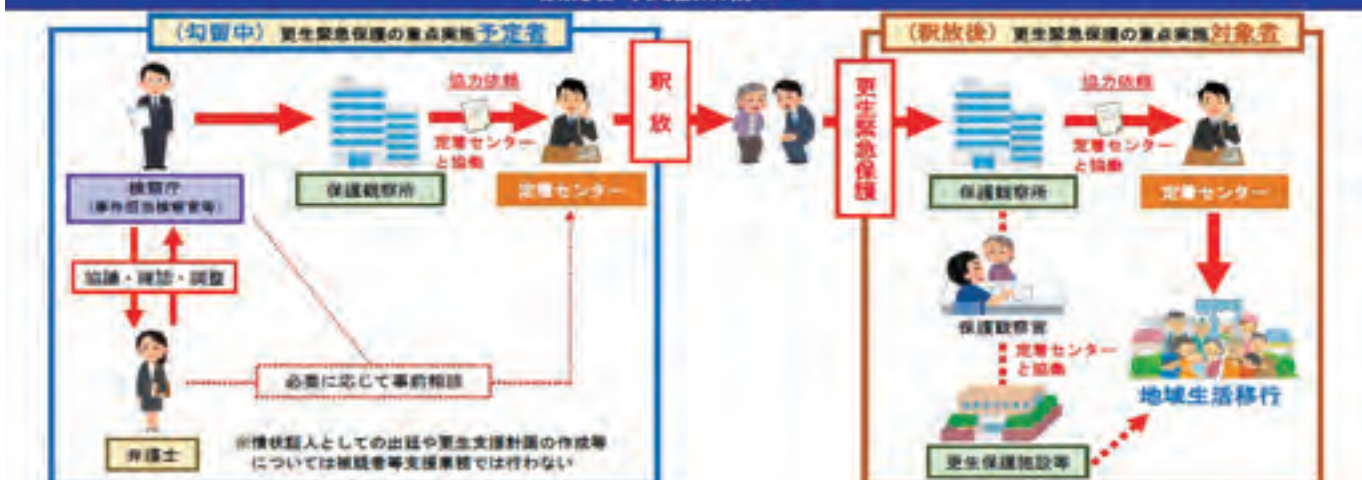 (勾留中) 更生緊急保護の重点実施予定者
協力依頼
定着センター
と協働
検察庁
(事件担当検察官等)
保護観察所
定着センター
協議・確認・調整
必要に応じて事前相談
弁護士
※情状証人としての出廷や更生支援計画の作成等
については被疑者等支援業務では行わない
釈放
更生緊急保護
(釈放後) 更生緊急保護の重点実施対象者
協力依頼
定着センター
と協働
保護観察所
定着センター
保護観察官
定着センター
と協働
更生保護施設等
地域生活移行